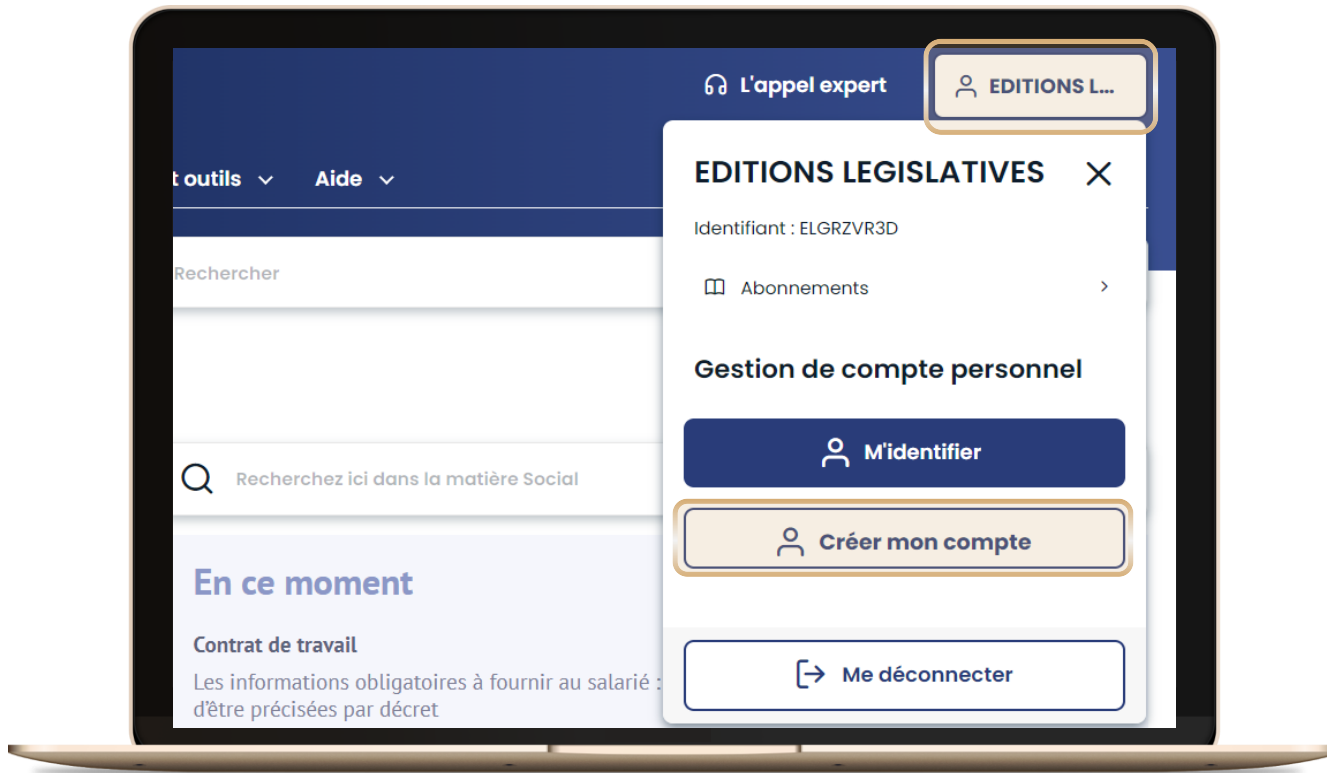 L'appel expert
EDITIONS L...
t outils
Aide
EDITIONS LEGISLATIVES
Identifiant : ELGRZVR3D
Rechercher
Abonnements
Gestion de compte personnel
M'identifier
Recherchez ici dans la matière Social
Créer mon compte
En ce moment
Contrat de travail
Les informations obligatoires à fournir au salarié :
d'être précisées par décret
Me déconnecter